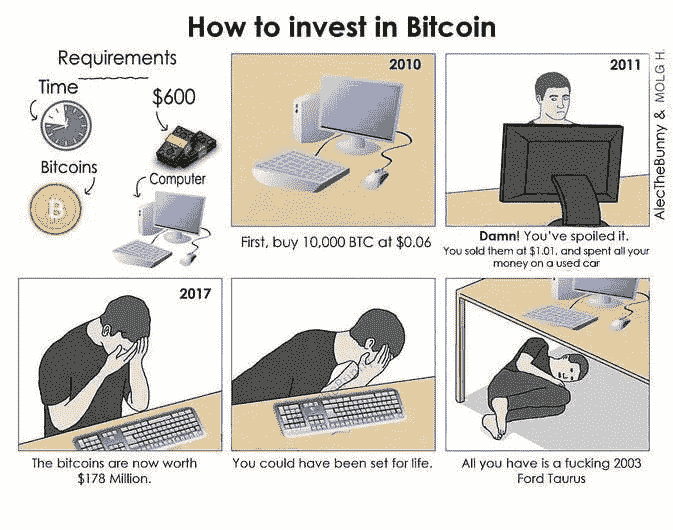 How to invest in Bitcoin
Requirements
Time
$600
Bitcoins
Computer
2010
First, buy 10,000 BTC at $0.06
2011
Damn! You've spoiled it.
You sold them at $1.01, and spent all your
money on a used car
AlecTheBunny & MOLG H.
2017
The bitcoins are now worth
$178 Million.
You could have been set for life.
All you have is a fucking 2003
Ford Taurus